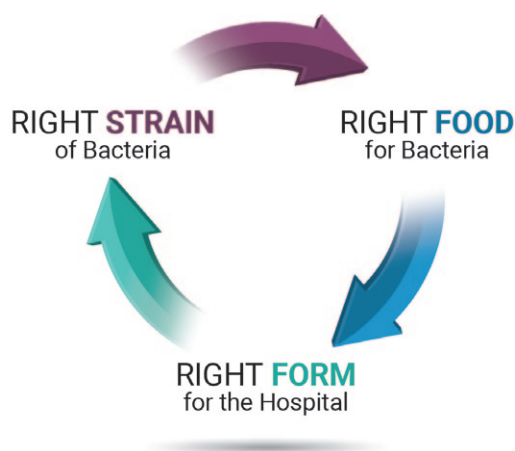 RIGHT STRAIN
of Bacteria
RIGHT FOOD
for Bacteria
RIGHT FORM
for the Hospital